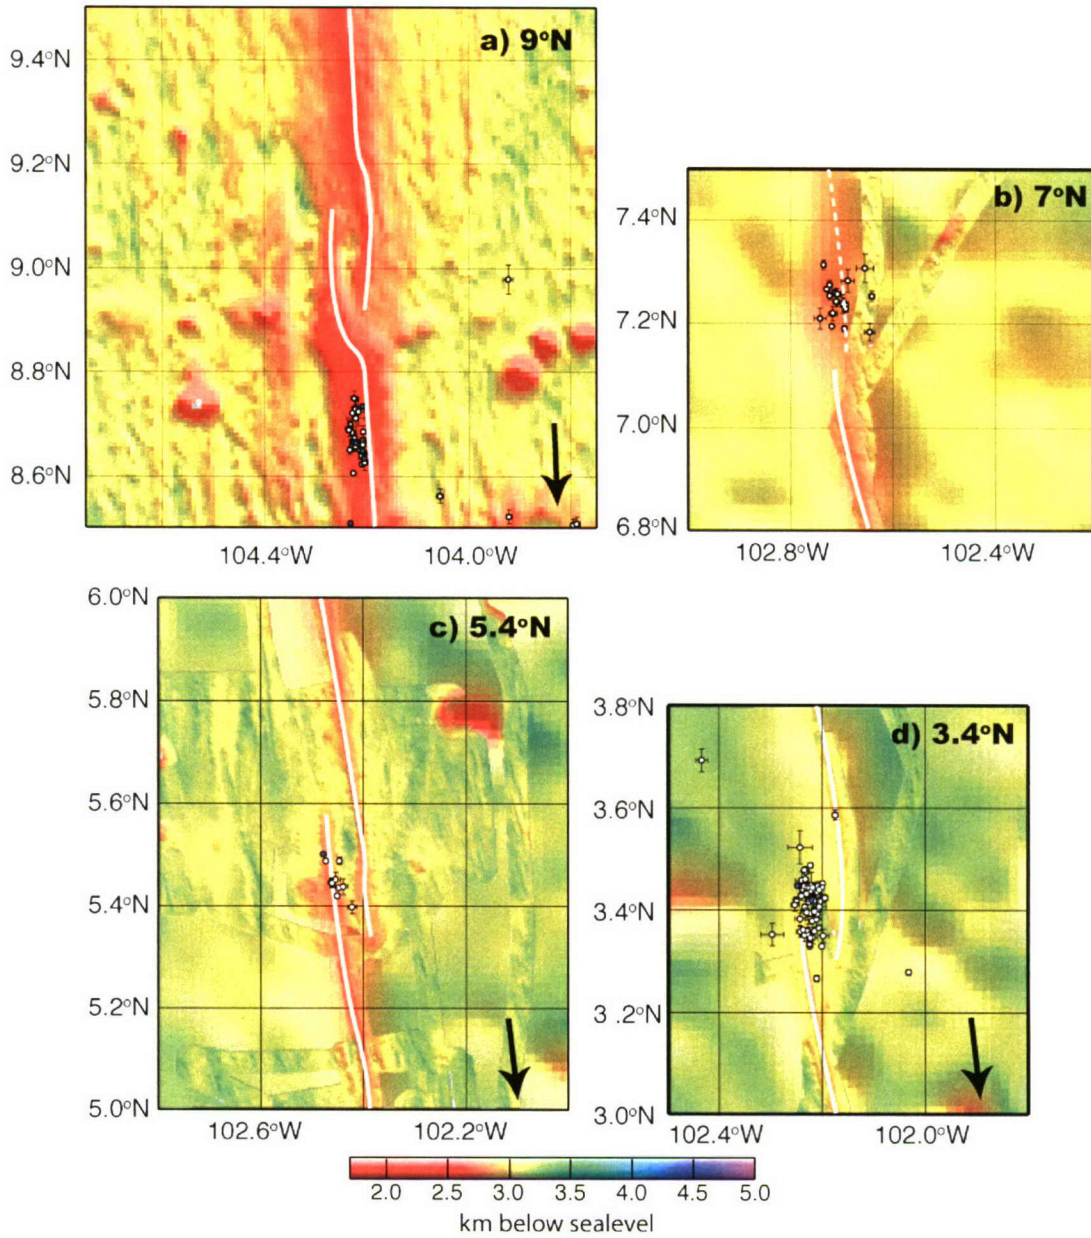 a) 9°N
9.4°N
9.2°N
9.0°N
8.8°N
8.6°N
104.4°W
104.0°W
b) 7°N
7.4°N
7.2°N
7.0°N
6.8°N
102.8°W
102.4°W
c) 5.4°N
6.0°N
5.8°N
5.6°N
5.4°N
5.2°N
5.0°N
102.6°W
102.2°W
d) 3.4°N
3.8°N
3.6°N
3.4°N
3.2°N
3.0°N
102.4°W
102.0°W
2.0 2.5 3.0 3.5 4.0 4.5 5.0
km below sealevel